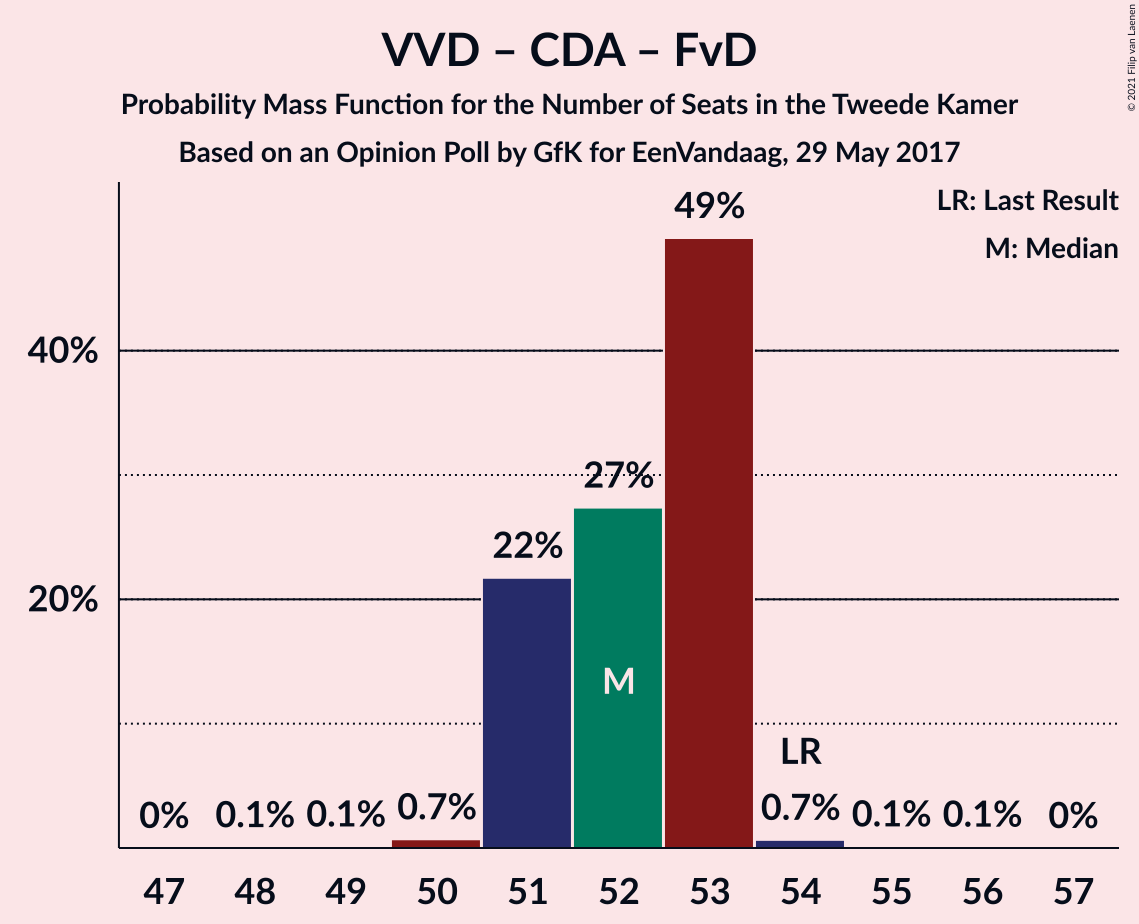 VVD – CDA – FvD
Probability Mass Function for the Number of Seats in the Tweede Kamer
Based on an Opinion Poll by GfK for EenVandaag, 29 May 2017
© 2021 Filip van Laenen
LR: Last Result
M: Median
49%
40%
27%
22%
20%
M
LR
0% 0.1% 0.1% 0.7% 0.7% 0.1% 0.1% 0%
47 48 49 50 51 52 53 54 55 56 57